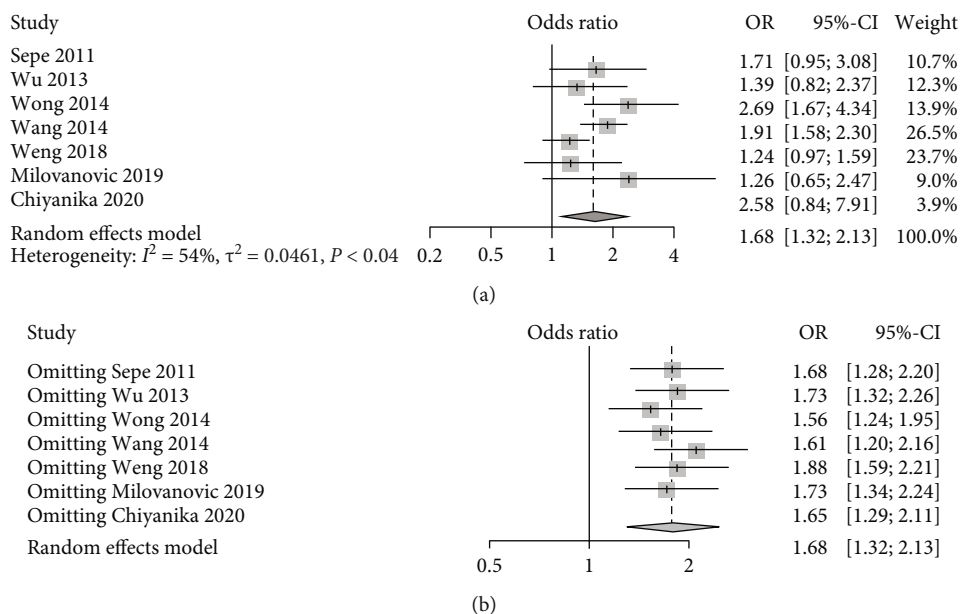 Study Odds ratio OR 95%-CI Weight
Sepe 2011 1.71 [0.95; 3.08] 10.7%
Wu 2013 1.39 [0.82; 2.37] 12.3%
Wong 2014 2.69 [1.67; 4.34] 13.9%
Wang 2014 1.91 [1.58; 2.30] 26.5%
Weng 2018 1.24 [0.97; 1.59] 23.7%
Milovanovic 2019 1.26 [0.65; 2.47] 9.0%
Chiyanika 2020 2.58 [0.84; 7.91] 3.9%
Random effects model 1.68 [1.32; 2.13] 100.0%
Heterogeneity: I² = 54%, τ² = 0.0461, P < 0.04
0.2 0.5 1 2 4
(a)
Study Odds ratio OR 95%-CI
Omitting Sepe 2011 1.68 [1.28; 2.20]
Omitting Wu 2013 1.73 [1.32; 2.26]
Omitting Wong 2014 1.56 [1.24; 1.95]
Omitting Wang 2014 1.61 [1.20; 2.16]
Omitting Weng 2018 1.88 [1.59; 2.21]
Omitting Milovanovic 2019 1.73 [1.34; 2.24]
Omitting Chiyanika 2020 1.65 [1.29; 2.11]
Random effects model 1.68 [1.32; 2.13]
0.5 1 2
(b)